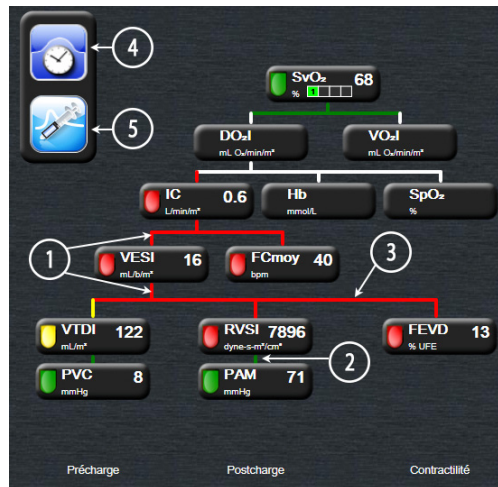 4
5
SvO₂ 68
% 1
DO₂I
mL O₂/min/m²
VO₂I
mL O₂/min/m²
IC 0.6
L/min/m²
Hb
mmol/L
SpO₂
%
1
VESI 16
mL/b/m²
FCmoy 40
bpm
3
VTDI 122
mL/m²
RVSI 7896
dyne-s-m²/cm⁵
FEVD 13
% UFE
PVC 8
mmHg
PAM 71
mmHg
2
Précharge
Postcharge
Contractilité